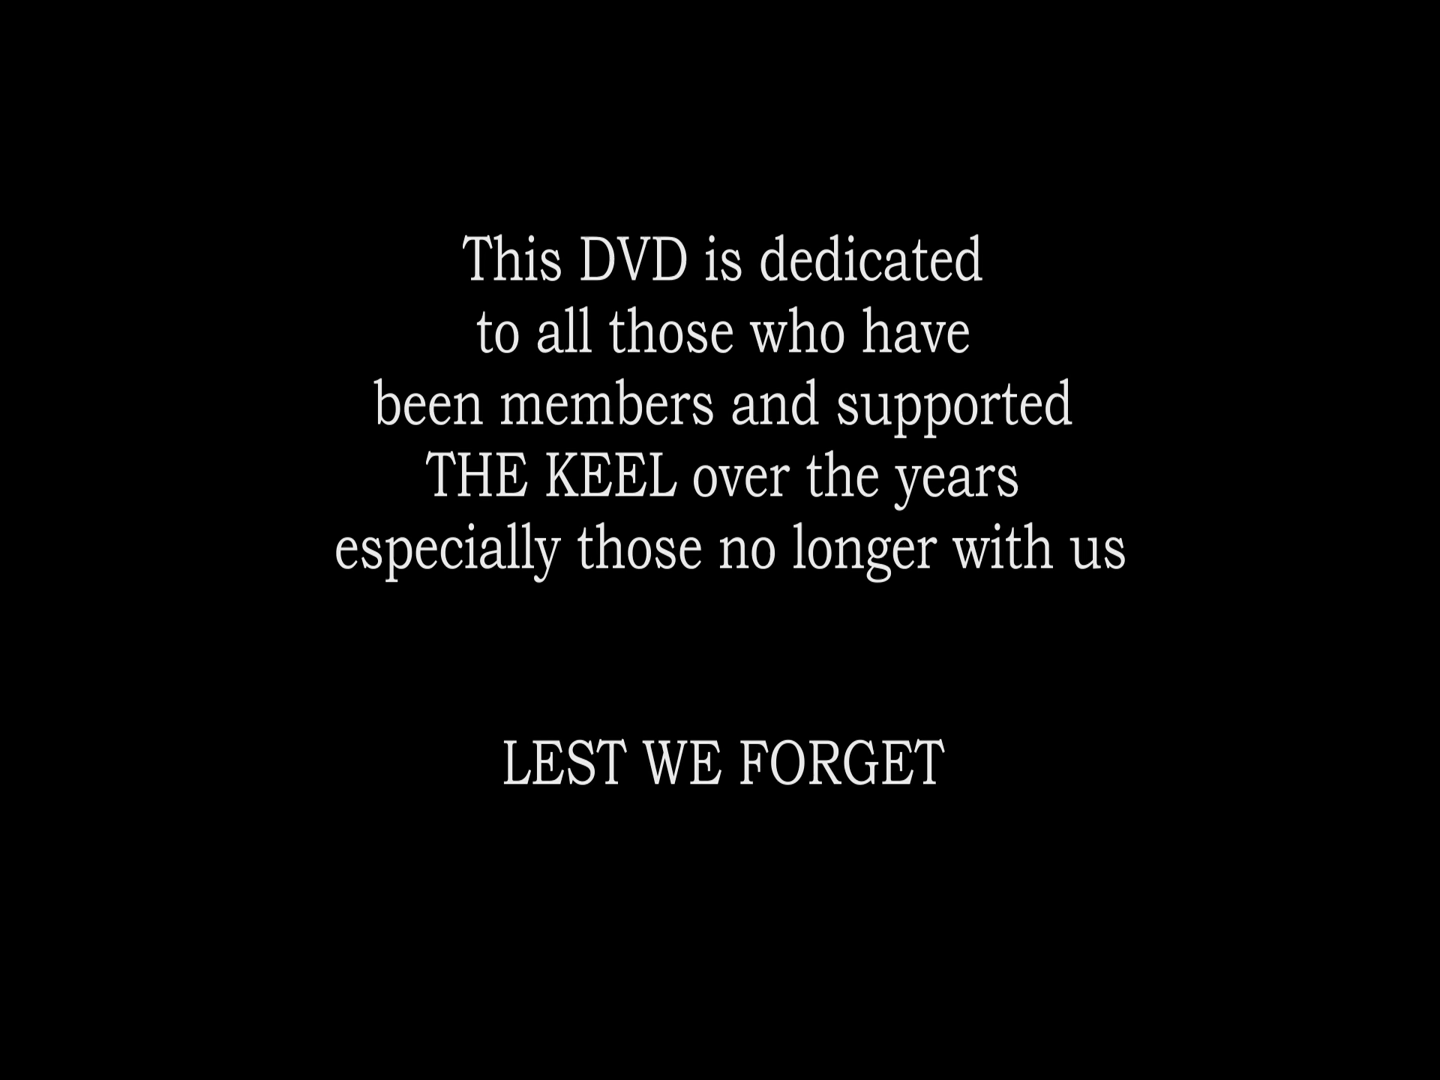 This DVD is dedicated
to all those who have
been members and supported
THE KEEL over the years
especially those no longer with us
LEST WE FORGET